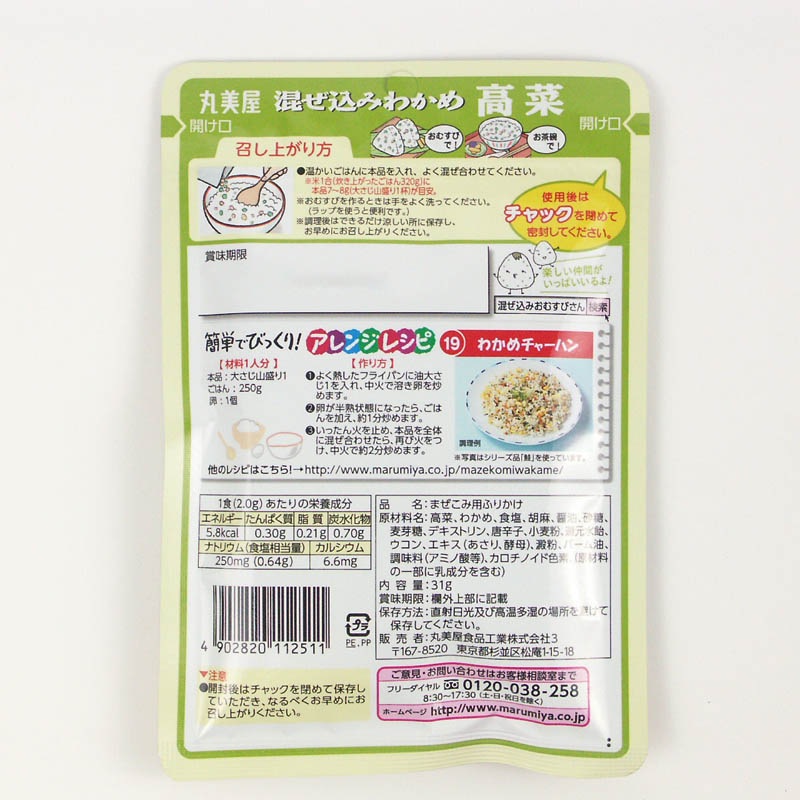 丸美屋 混ぜ込みわかめ 高菜
開け口
開け口
おむすびで!
お茶碗で!
召し上がり方
●温かいごはんに本品を入れ、よく混ぜ合わせてください。
※米1合(炊き上がったごはん320g)に
本品7〜8g(大さじ山盛り1杯)が目安。
※おむすびを作るときは手をよく洗ってください。
(ラップを使うと便利です。)
※調理後はできるだけ涼しい所に保存し、
お早めにお召し上がりください。
使用後は
チャックを閉めて
密封してください。
賞味期限
楽しい仲間が
いっぱいいるよ!
混ぜ込みおむすびさん 検索
簡単でびっくり! アレンジレシピ 19 わかめチャーハン
【材料1人分】
本品:大さじ山盛り1
ごはん:250g
卵:1個
【作り方】
1 よく熱したフライパンに油大さ
じ1を入れ、中火で溶き卵を炒
めます。
2 卵が半熟状態になったら、ごは
んを加え、約1分炒めます。
3 いったん火を止め、本品を全体
に混ぜ合わせたら、再び火をつ
け、中火で約2分炒めます。
調理例
※写真はシリーズ品「鮭」を使っています。
他のレシピはこちら!→http://www.marumiya.co.jp/mazekomiwakame/
1食(2.0g)あたりの栄養成分
エネルギー たんぱく質 脂質 炭水化物
5.8kcal 0.30g 0.21g 0.70g
ナトリウム(食塩相当量) カルシウム
250mg(0.64g) 6.6mg
品 名:まぜこみ用ふりかけ
原材料名:高菜、わかめ、食塩、胡麻、醤油、砂糖、
麦芽糖、デキストリン、唐辛子、小麦粉、還元水飴、
ウコン、エキス(あさり、酵母)、澱粉、パーム油、
調味料(アミノ酸等)、カロチノイド色素、(原材料
の一部に乳成分を含む)
内 容 量:31g
賞味期限:欄外上部に記載
保存方法:直射日光及び高温多湿の場所を避けて
保存してください。
販 売 者:丸美屋食品工業株式会社3
〒167-8520 東京都杉並区松庵1-15-18
4 902820 112511
プラ
PE,PP
▼注意
●開封後はチャックを閉めて保存し
ていただき、なるべくお早めにお
召し上がりください。
ご意見・お問い合わせはお客様相談室まで
フリーダイヤル 0120-038-258
8:30〜17:30(土・日・祝日を除く)
ホームページ http://www.marumiya.co.jp